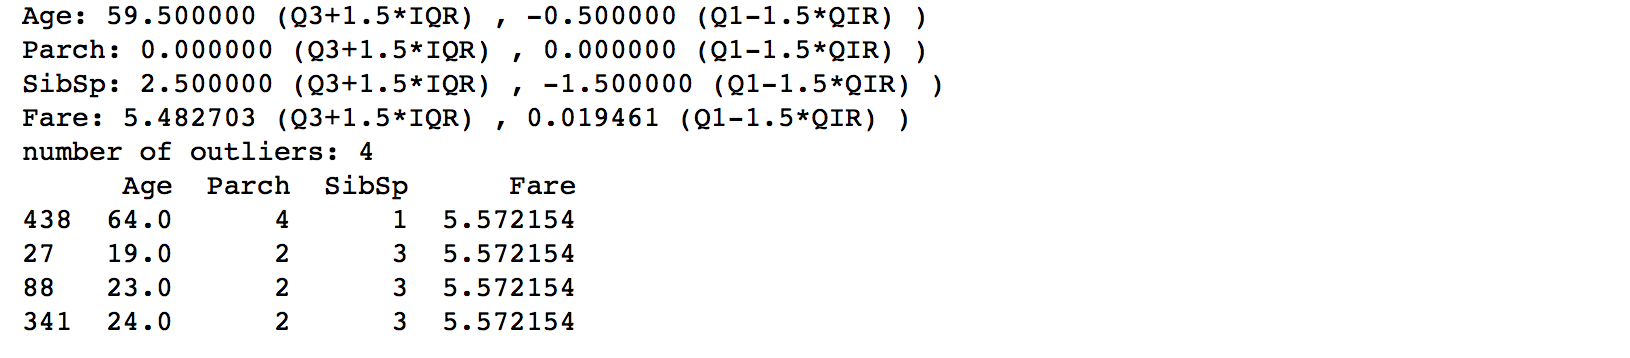 Age: 59.500000 (Q3+1.5*IQR) , -0.500000 (Q1-1.5*QIR) )
Parch: 0.000000 (Q3+1.5*IQR) , 0.000000 (Q1-1.5*QIR) )
SibSp: 2.500000 (Q3+1.5*IQR) , -1.500000 (Q1-1.5*QIR) )
Fare: 5.482703 (Q3+1.5*IQR) , 0.019461 (Q1-1.5*QIR) )
number of outliers: 4
Age Parch SibSp Fare
438 64.0 4 1 5.572154
27 19.0 2 3 5.572154
88 23.0 2 3 5.572154
341 24.0 2 3 5.572154